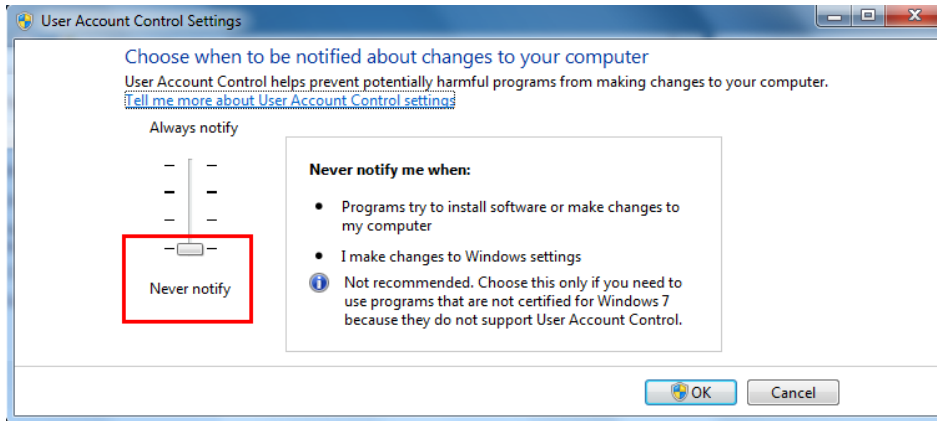 User Account Control Settings
Choose when to be notified about changes to your computer
User Account Control helps prevent potentially harmful programs from making changes to your computer.
Tell me more about User Account Control settings
Always notify
Never notify me when:
Programs try to install software or make changes to
my computer
I make changes to Windows settings
Not recommended. Choose this only if you need to
use programs that are not certified for Windows 7
because they do not support User Account Control.
Never notify
OK
Cancel